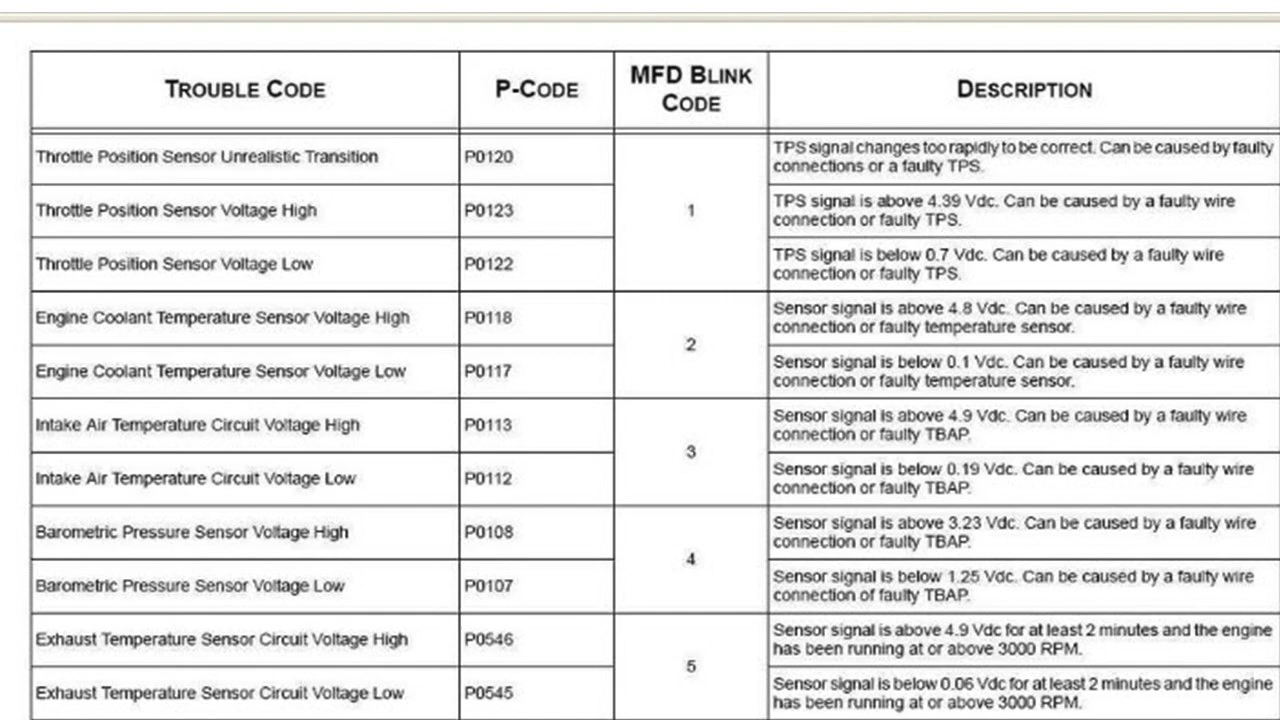 TROUBLE CODE
P-CODE
MFD BLINK
CODE
DESCRIPTION
Throttle Position Sensor Unrealistic Transition
P0120
TPS signal changes too rapidly to be correct. Can be caused by faulty
connections or a faulty TPS.
Throttle Position Sensor Voltage High
P0123
1
TPS signal is above 4.39 Vdc. Can be caused by a faulty wire
connection or faulty TPS.
Throttle Position Sensor Voltage Low
P0122
TPS signal is below 0.7 Vdc. Can be caused by a faulty wire
connection or faulty TPS.
Engine Coolant Temperature Sensor Voltage High
P0118
2
Sensor signal is above 4.8 Vdc. Can be caused by a faulty wire
connection or faulty temperature sensor.
Engine Coolant Temperature Sensor Voltage Low
P0117
Sensor signal is below 0.1 Vdc. Can be caused by a faulty wire
connection or faulty temperature sensor.
Intake Air Temperature Circuit Voltage High
P0113
3
Sensor signal is above 4.9 Vdc. Can be caused by a faulty wire
connection or faulty TBAP.
Intake Air Temperature Circuit Voltage Low
P0112
Sensor signal is below 0.19 Vdc. Can be caused by a faulty wire
connection or faulty TBAP.
Barometric Pressure Sensor Voltage High
P0108
4
Sensor signal is above 3.23 Vdc. Can be caused by a faulty wire
connection or faulty TBAP.
Barometric Pressure Sensor Voltage Low
P0107
Sensor signal is below 1.25 Vdc. Can be caused by a faulty wire
connection of faulty TBAP.
Exhaust Temperature Sensor Circuit Voltage High
P0546
5
Sensor signal is above 4.9 Vdc for at least 2 minutes and the engine
has been running at or above 3000 RPM.
Exhaust Temperature Sensor Circuit Voltage Low
P0545
Sensor signal is below 0.06 Vdc for at least 2 minutes and the engine
has been running at or above 3000 RPM.